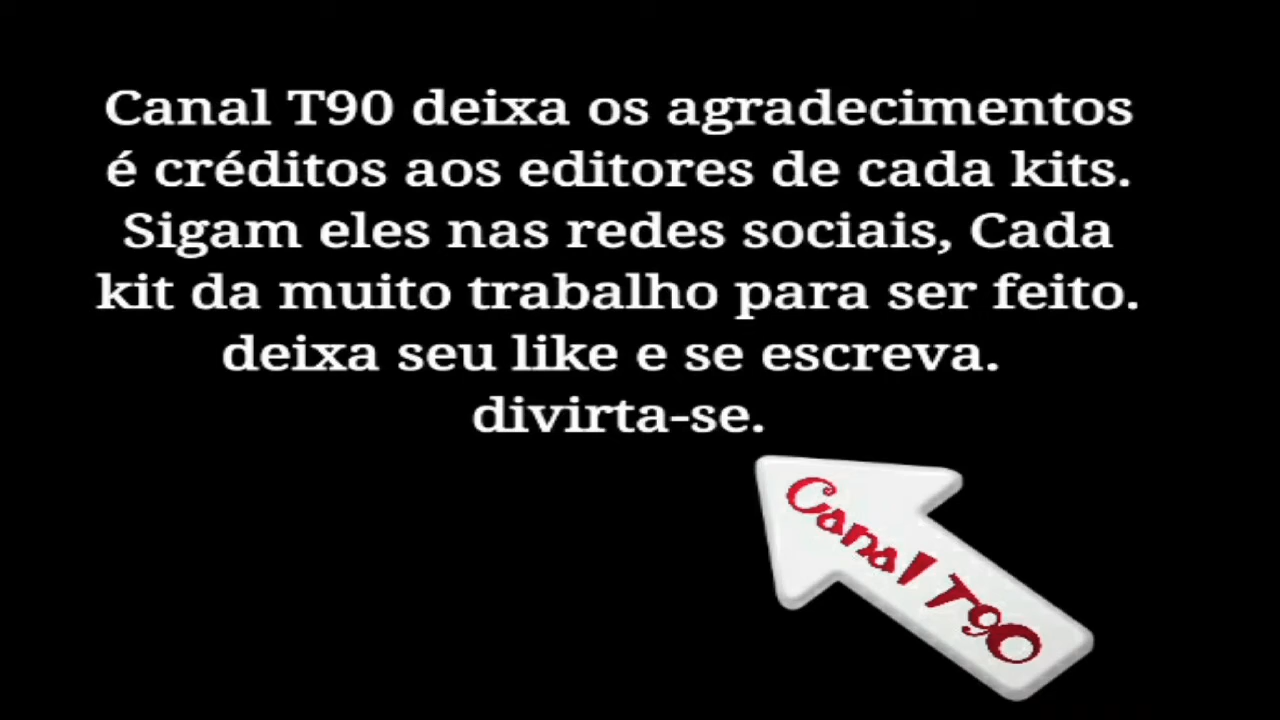 Canal T90 deixa os agradecimentos
é créditos aos editores de cada kits.
Sigam eles nas redes sociais, Cada
kit da muito trabalho para ser feito.
deixa seu like e se escreva.
divirta-se.
Canal T90